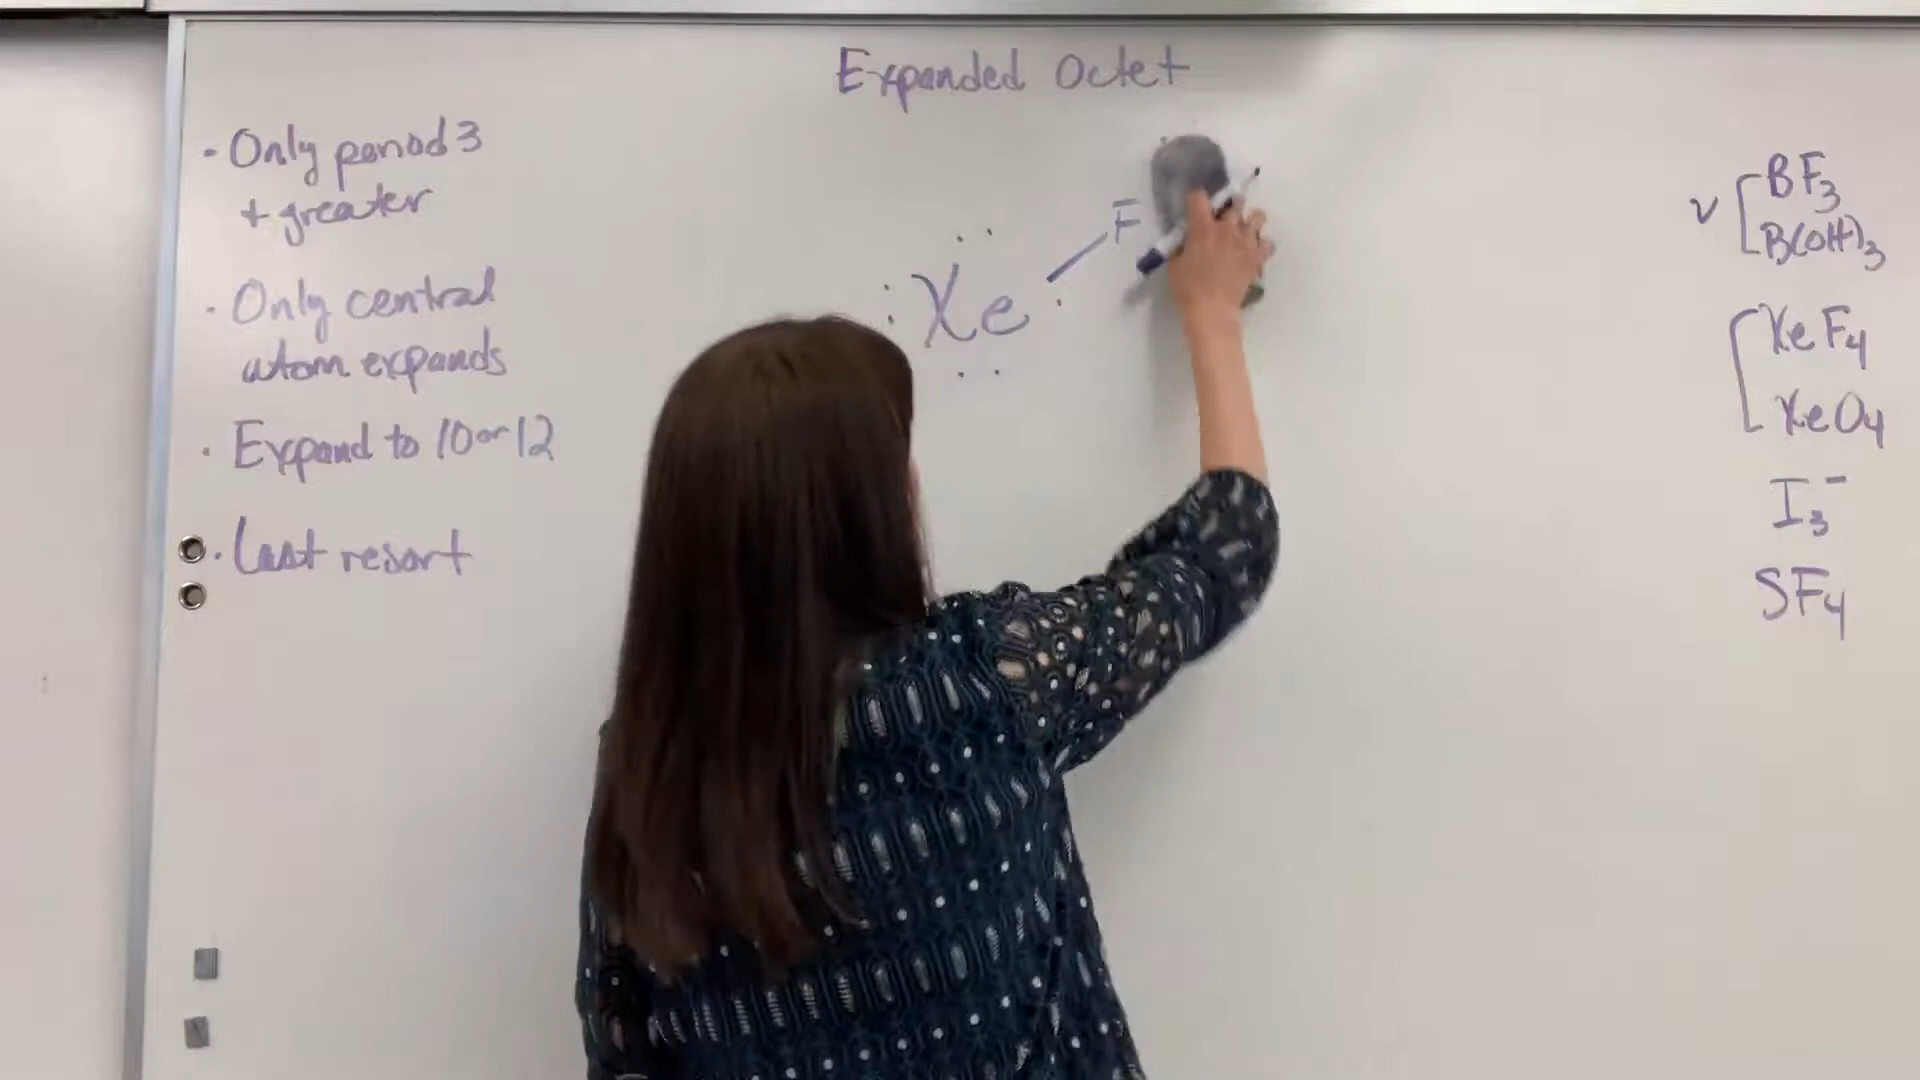 Expanded Octet
· Only period 3
+ greater
· Only central
atom expands
· Expand to 10 or 12
· Last resort
Xe
F
BF₃
B(OH)₃
XeF₄
XeO₄
I₃⁻
SF₄